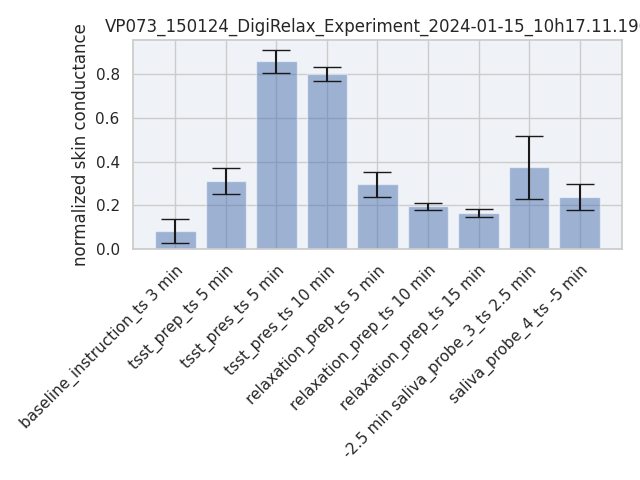 VP073_150124_DigiRelax_Experiment_2024-01-15_10h17.11.19
normalized skin conductance
0.8
0.6
0.4
0.2
0.0
baseline_instruction_ts 3 min
tsst_prep_ts 5 min
tsst_pres_ts 5 min
tsst_pres_ts 10 min
relaxation_prep_ts 5 min
relaxation_prep_ts 10 min
relaxation_prep_ts 15 min
-2.5 min saliva_probe_3_ts 2.5 min
saliva_probe_4_ts -5 min